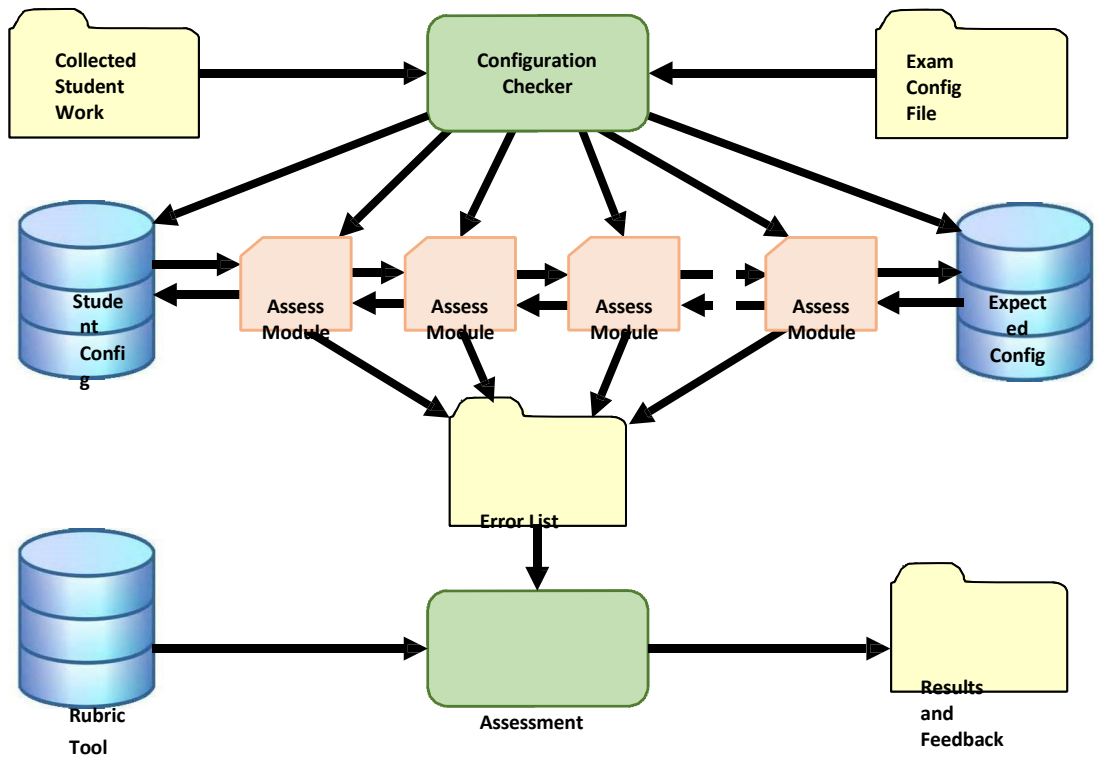 Collected
Student
Work
Configuration
Checker
Exam
Config
File
Stude
nt
Confi
g
Assess
Module
Assess
Module
Assess
Module
Assess
Module
Expect
ed
Config
Error List
Rubric
Tool
Assessment
Results
and
Feedback